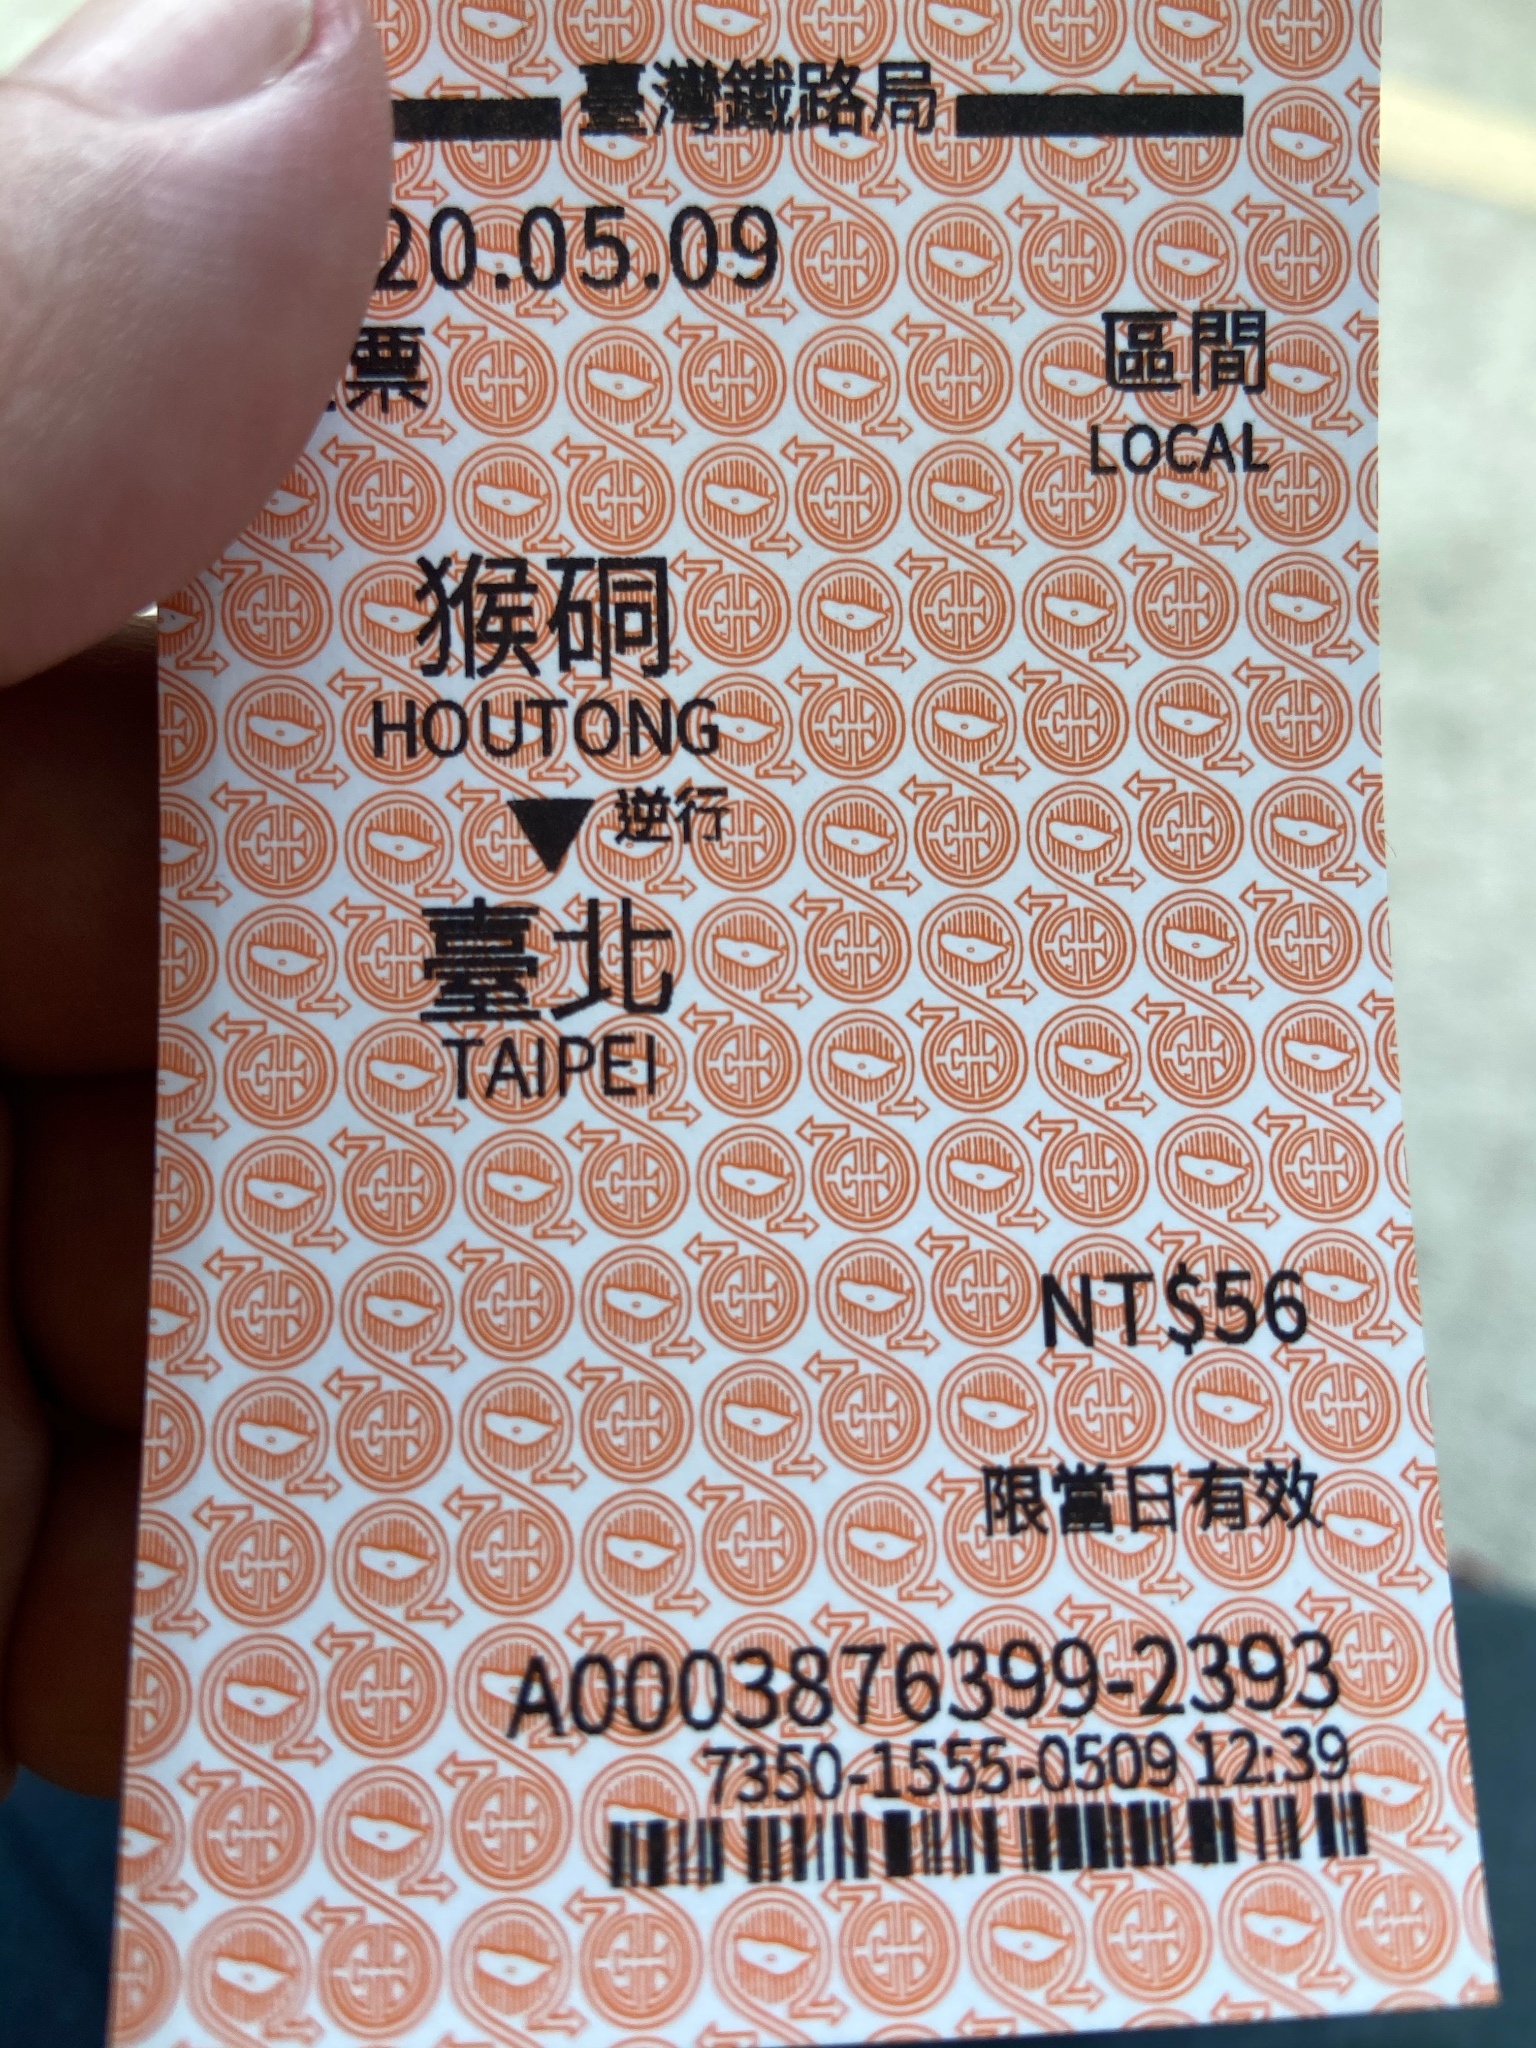 臺灣鐵路局
20.05.09
票
區間
LOCAL
猴硐
HOUTONG
▼ 逆行
臺北
TAIPEI
NT$56
限當日有效
A0003876399-2393
7350-1555-0509 12:39